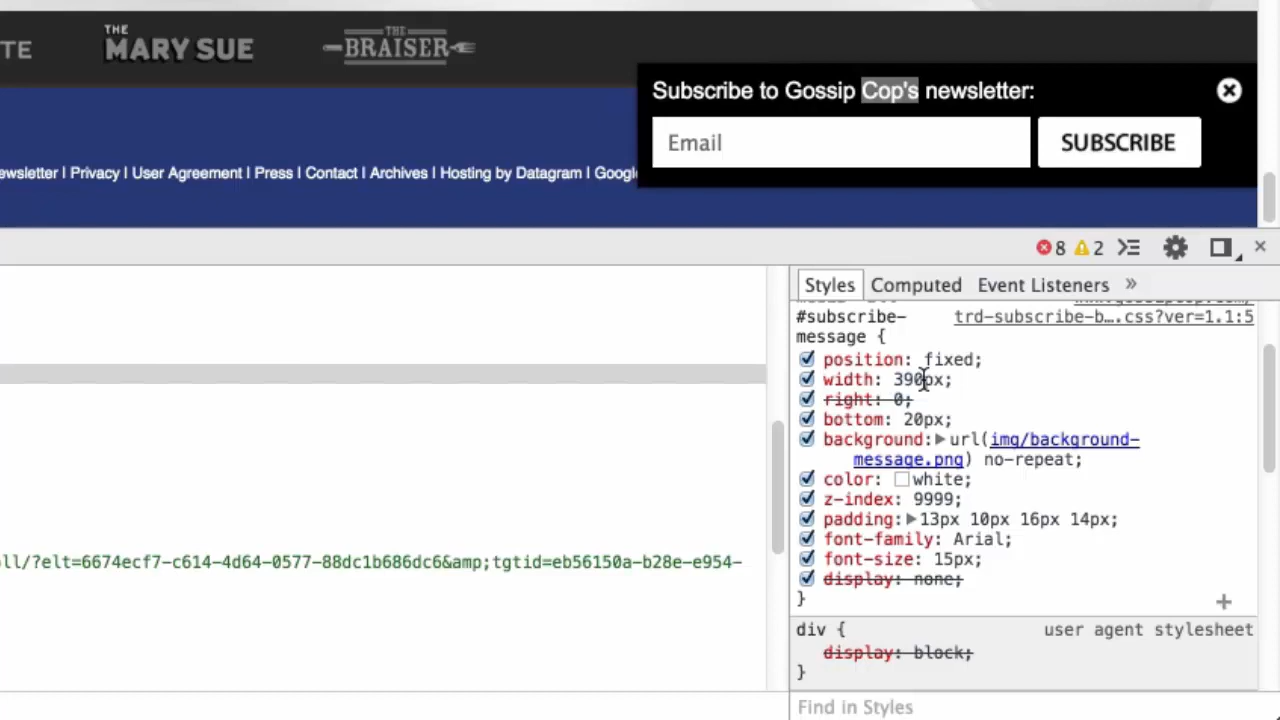 TE
THE
MARY SUE
THE
BRAISER
Subscribe to Gossip Cop's newsletter:
Email
SUBSCRIBE
ewsletter | Privacy | User Agreement | Press | Contact | Archives | Hosting by Datagram | Google
8
2
Styles
Computed
Event Listeners
»
#subscribe-
trd-subscribe-b….css?ver=1.1:5
message {
position: fixed;
width: 390px;
right: 0;
bottom: 20px;
background: url(img/background-
message.png) no-repeat;
color: white;
z-index: 9999;
padding: 13px 10px 16px 14px;
font-family: Arial;
font-size: 15px;
display: none;
}
div {
user agent stylesheet
display: block;
}
oll/?elt=6674ecf7-c614-4d64-0577-88dc1b686dc6&amp;tgtid=eb56150a-b28e-e954-
Find in Styles